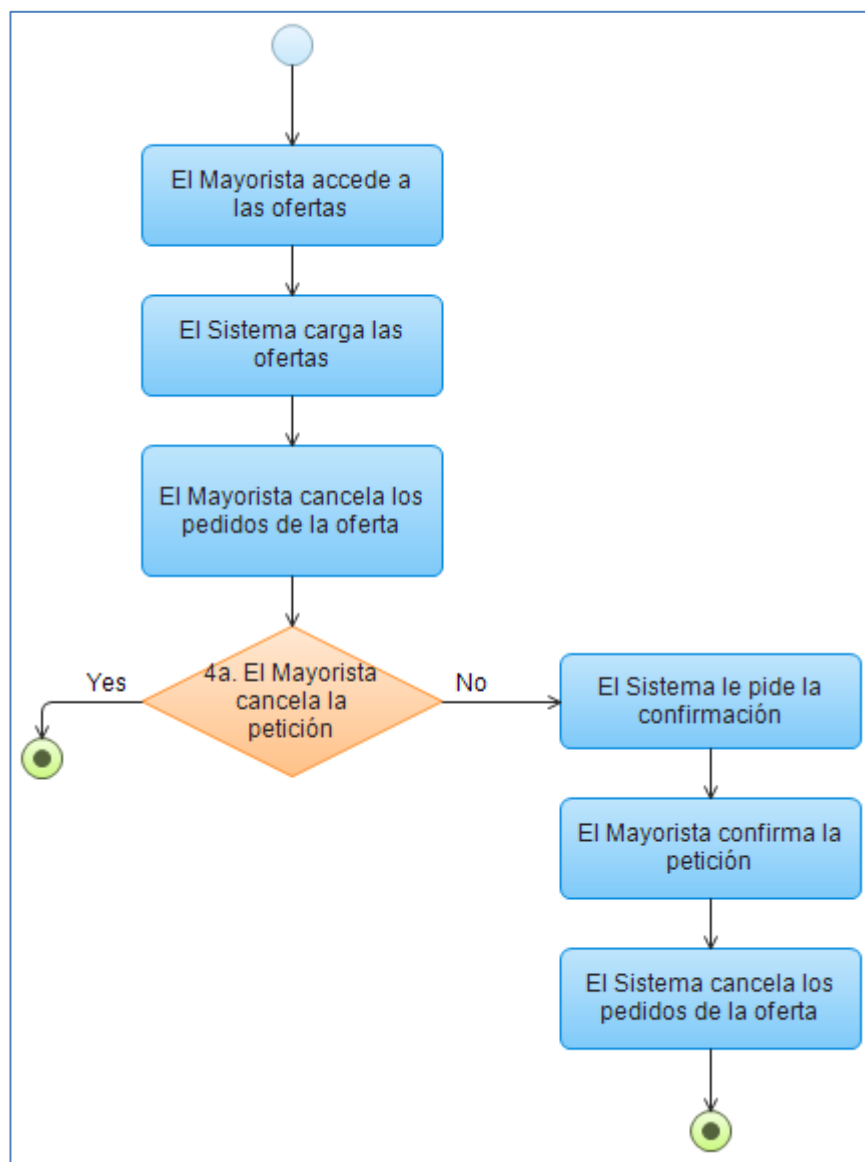 El Mayorista accede a
las ofertas
El Sistema carga las
ofertas
El Mayorista cancela los
pedidos de la oferta
Yes
4a. El Mayorista
cancela la
petición
No
El Sistema le pide la
confirmación
El Mayorista confirma la
petición
El Sistema cancela los
pedidos de la oferta